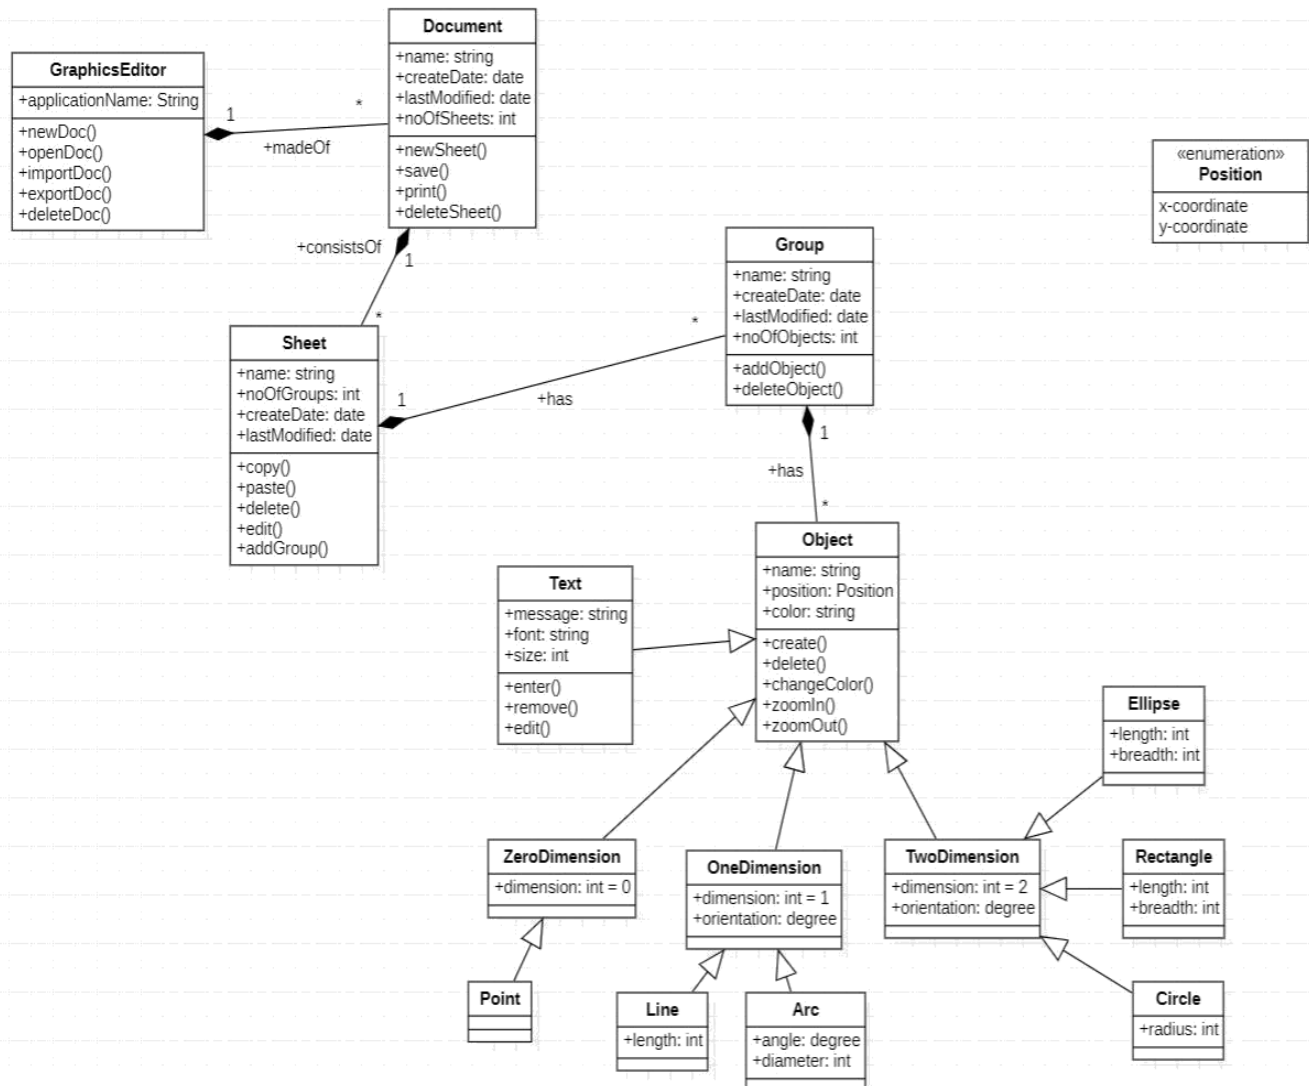 Document
+name: string
+createDate: date
+lastModified: date
+noOfSheets: int
+newSheet()
+save()
+print()
+deleteSheet()
GraphicsEditor
+applicationName: String
+newDoc()
+openDoc()
+importDoc()
+exportDoc()
+deleteDoc()
1
*
+madeOf
«enumeration»
Position
x-coordinate
y-coordinate
+consistsOf
1
*
Group
+name: string
+createDate: date
+lastModified: date
+noOfObjects: int
+addObject()
+deleteObject()
Sheet
+name: string
+noOfGroups: int
+createDate: date
+lastModified: date
+copy()
+paste()
+delete()
+edit()
+addGroup()
1
*
+has
1
+has
*
Object
+name: string
+position: Position
+color: string
+create()
+delete()
+changeColor()
+zoomIn()
+zoomOut()
Text
+message: string
+font: string
+size: int
+enter()
+remove()
+edit()
Ellipse
+length: int
+breadth: int
ZeroDimension
+dimension: int = 0
OneDimension
+dimension: int = 1
+orientation: degree
TwoDimension
+dimension: int = 2
+orientation: degree
Rectangle
+length: int
+breadth: int
Point
Line
+length: int
Arc
+angle: degree
+diameter: int
Circle
+radius: int